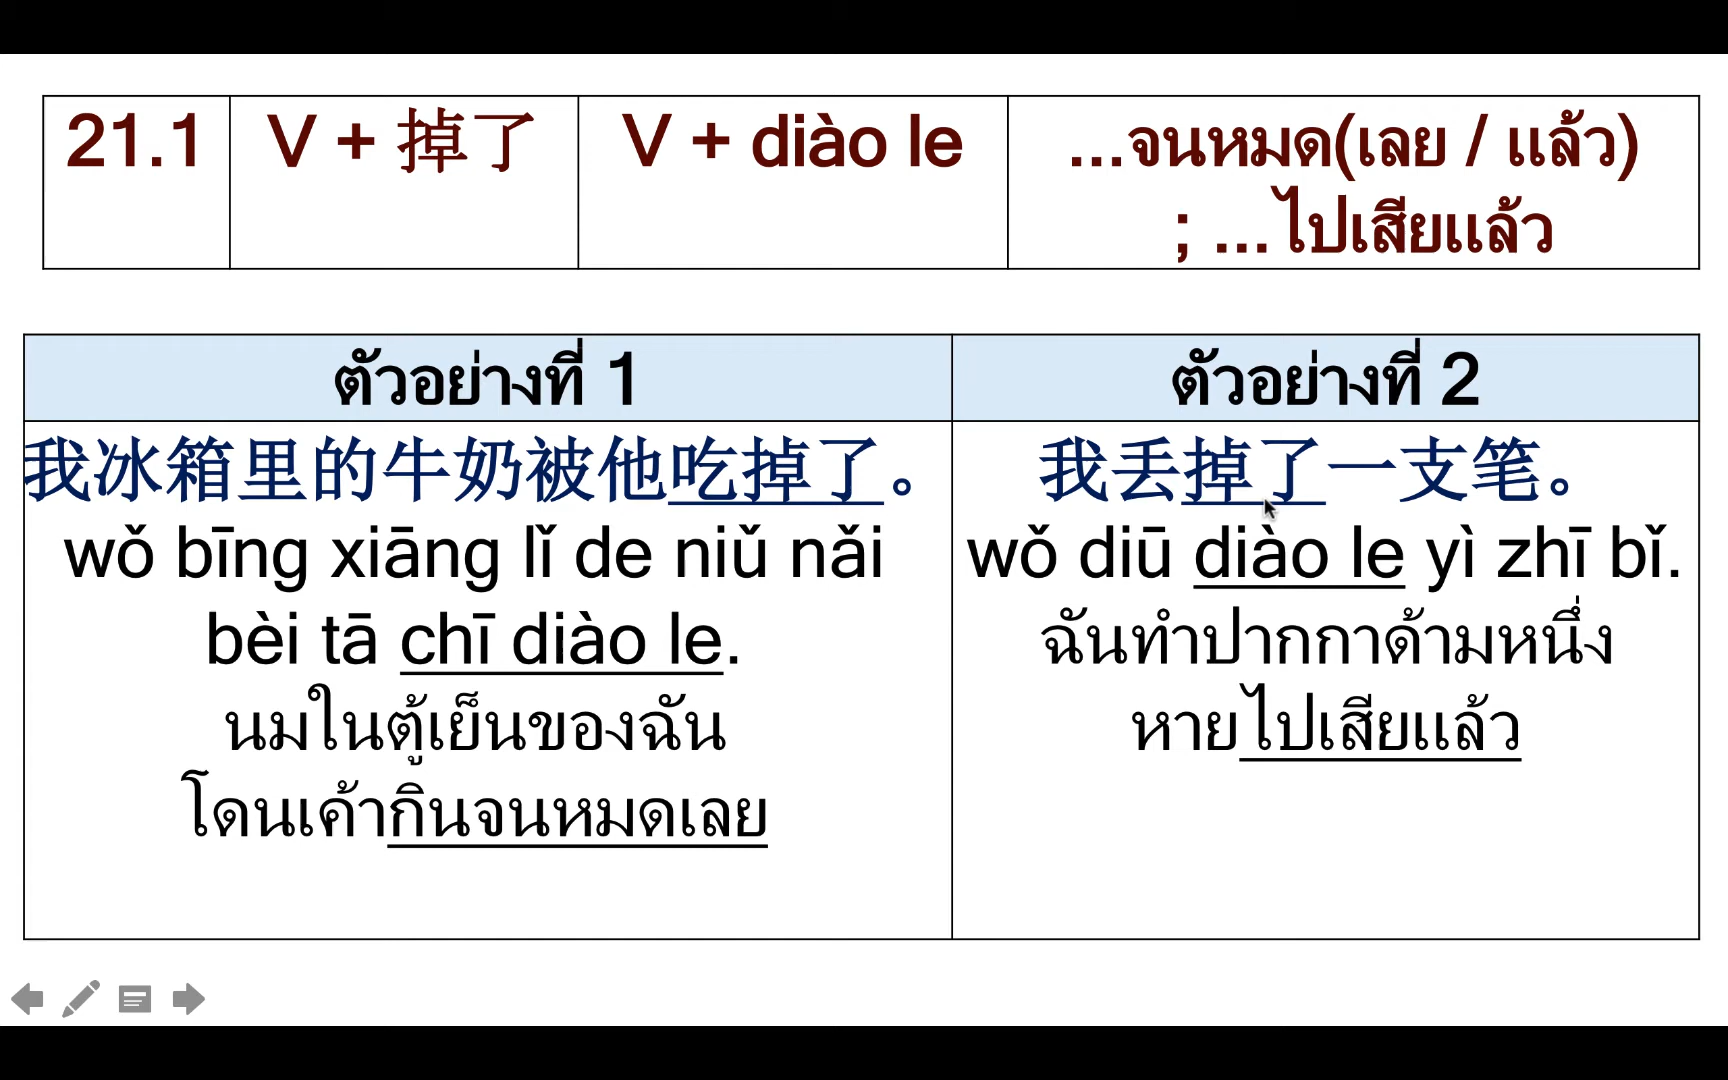 21.1 V + 掉了 V + diào le ...จนหมด(เลย / แล้ว)
; ...ไปเสียแล้ว
ตัวอย่างที่ 1
我冰箱里的牛奶被他吃掉了。
wǒ bīng xiāng lǐ de niǔ nǎi
bèi tā chī diào le.
นมในตู้เย็นของฉัน
โดนเค้ากินจนหมดเลย
ตัวอย่างที่ 2
我丢掉了一支笔。
wǒ diū diào le yì zhī bǐ.
ฉันทำปากกาด้ามหนึ่ง
หายไปเสียแล้ว